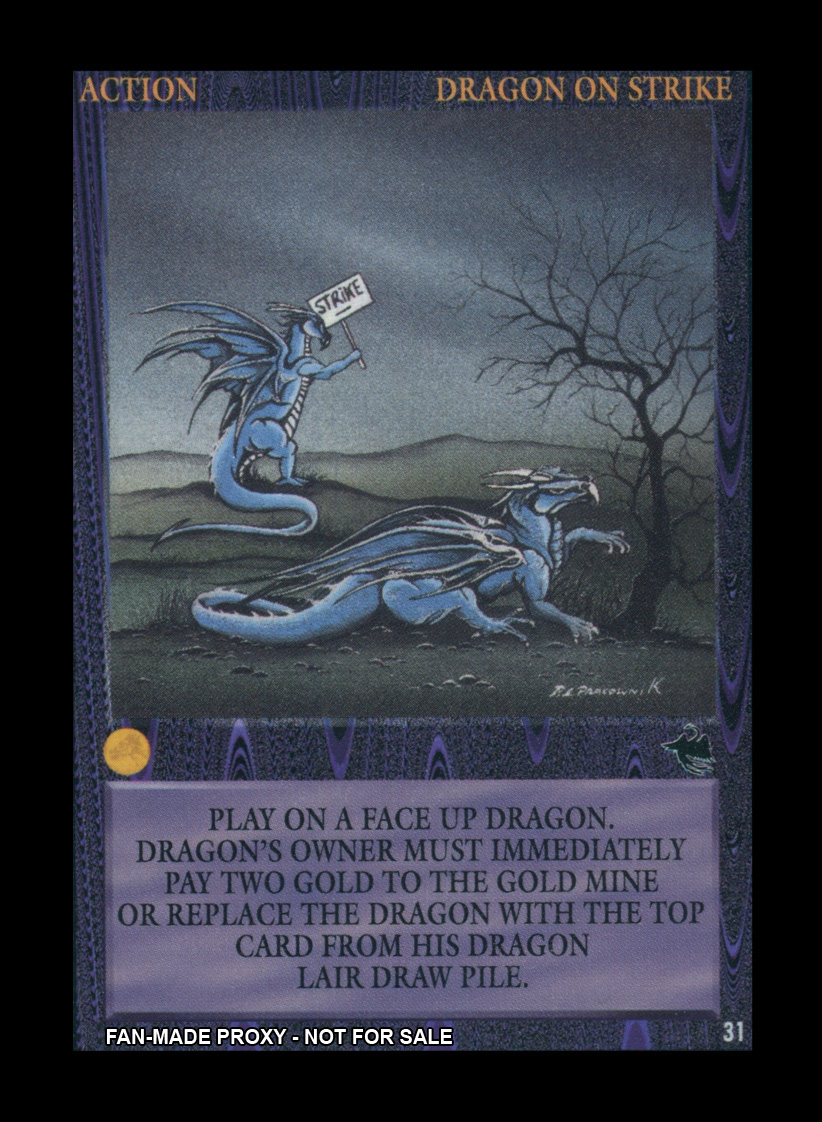 ACTION DRAGON ON STRIKE
STRIKE
R.E PRACOWNIK
PLAY ON A FACE UP DRAGON.
DRAGON'S OWNER MUST IMMEDIATELY
PAY TWO GOLD TO THE GOLD MINE
OR REPLACE THE DRAGON WITH THE TOP
CARD FROM HIS DRAGON
LAIR DRAW PILE.
FAN-MADE PROXY - NOT FOR SALE
31